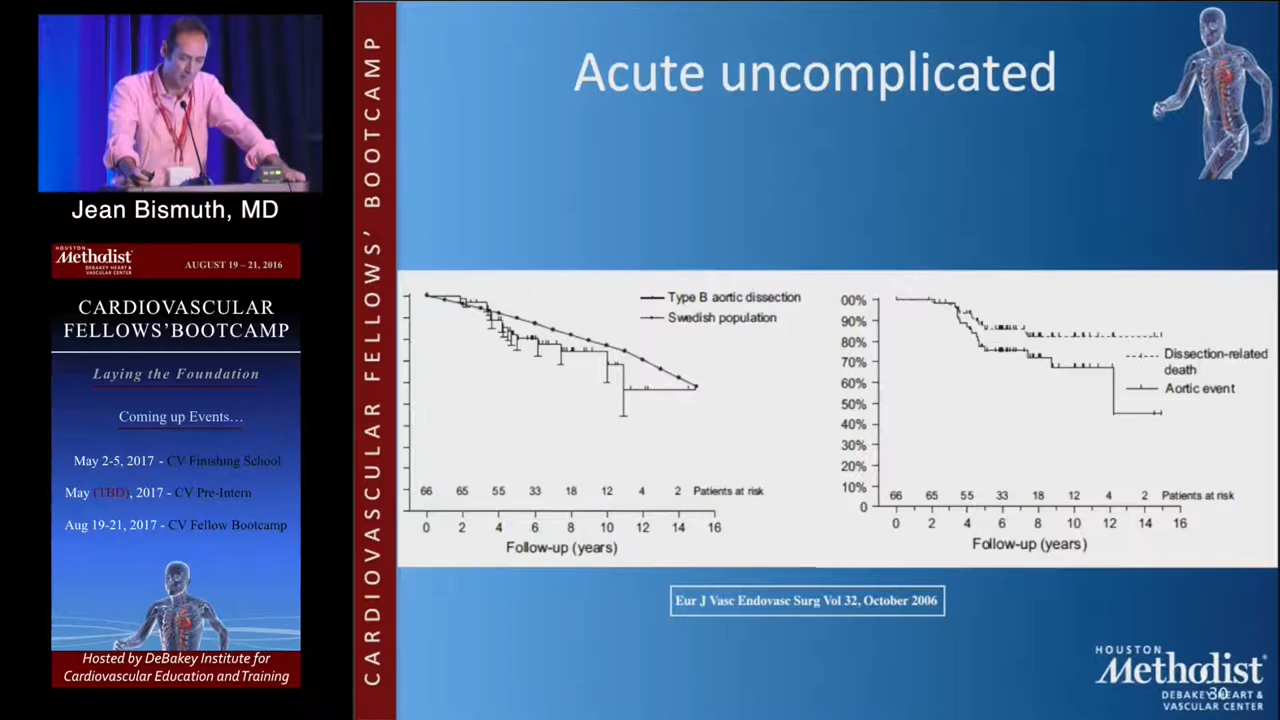 Jean Bismuth, MD
HOUSTON
Methodist
DEBAKEY HEART &
VASCULAR CENTER
AUGUST 19 – 21, 2016
CARDIOVASCULAR
FELLOWS' BOOTCAMP
Laying the Foundation
Coming up Events…
May 2-5, 2017 - CV Finishing School
May (TBD), 2017 - CV Pre-Intern
Aug 19-21, 2017 - CV Fellow Bootcamp
Hosted by DeBakey Institute for
Cardiovascular Education and Training
CARDIOVASCULAR FELLOWS' BOOTCAMP
Acute uncomplicated
Type B aortic dissection
Swedish population
66 65 55 33 18 12 4 2 Patients at risk
0 2 4 6 8 10 12 14 16
Follow-up (years)
00%
90%
80%
70%
60%
50%
40%
30%
20%
10%
0
Dissection-related
death
Aortic event
66 65 55 33 18 12 4 2 Patients at risk
0 2 4 6 8 10 12 14 16
Follow-up (years)
Eur J Vasc Endovasc Surg Vol 32, October 2006
HOUSTON
Methodist
DEBAKEY HEART &
VASCULAR CENTER
30